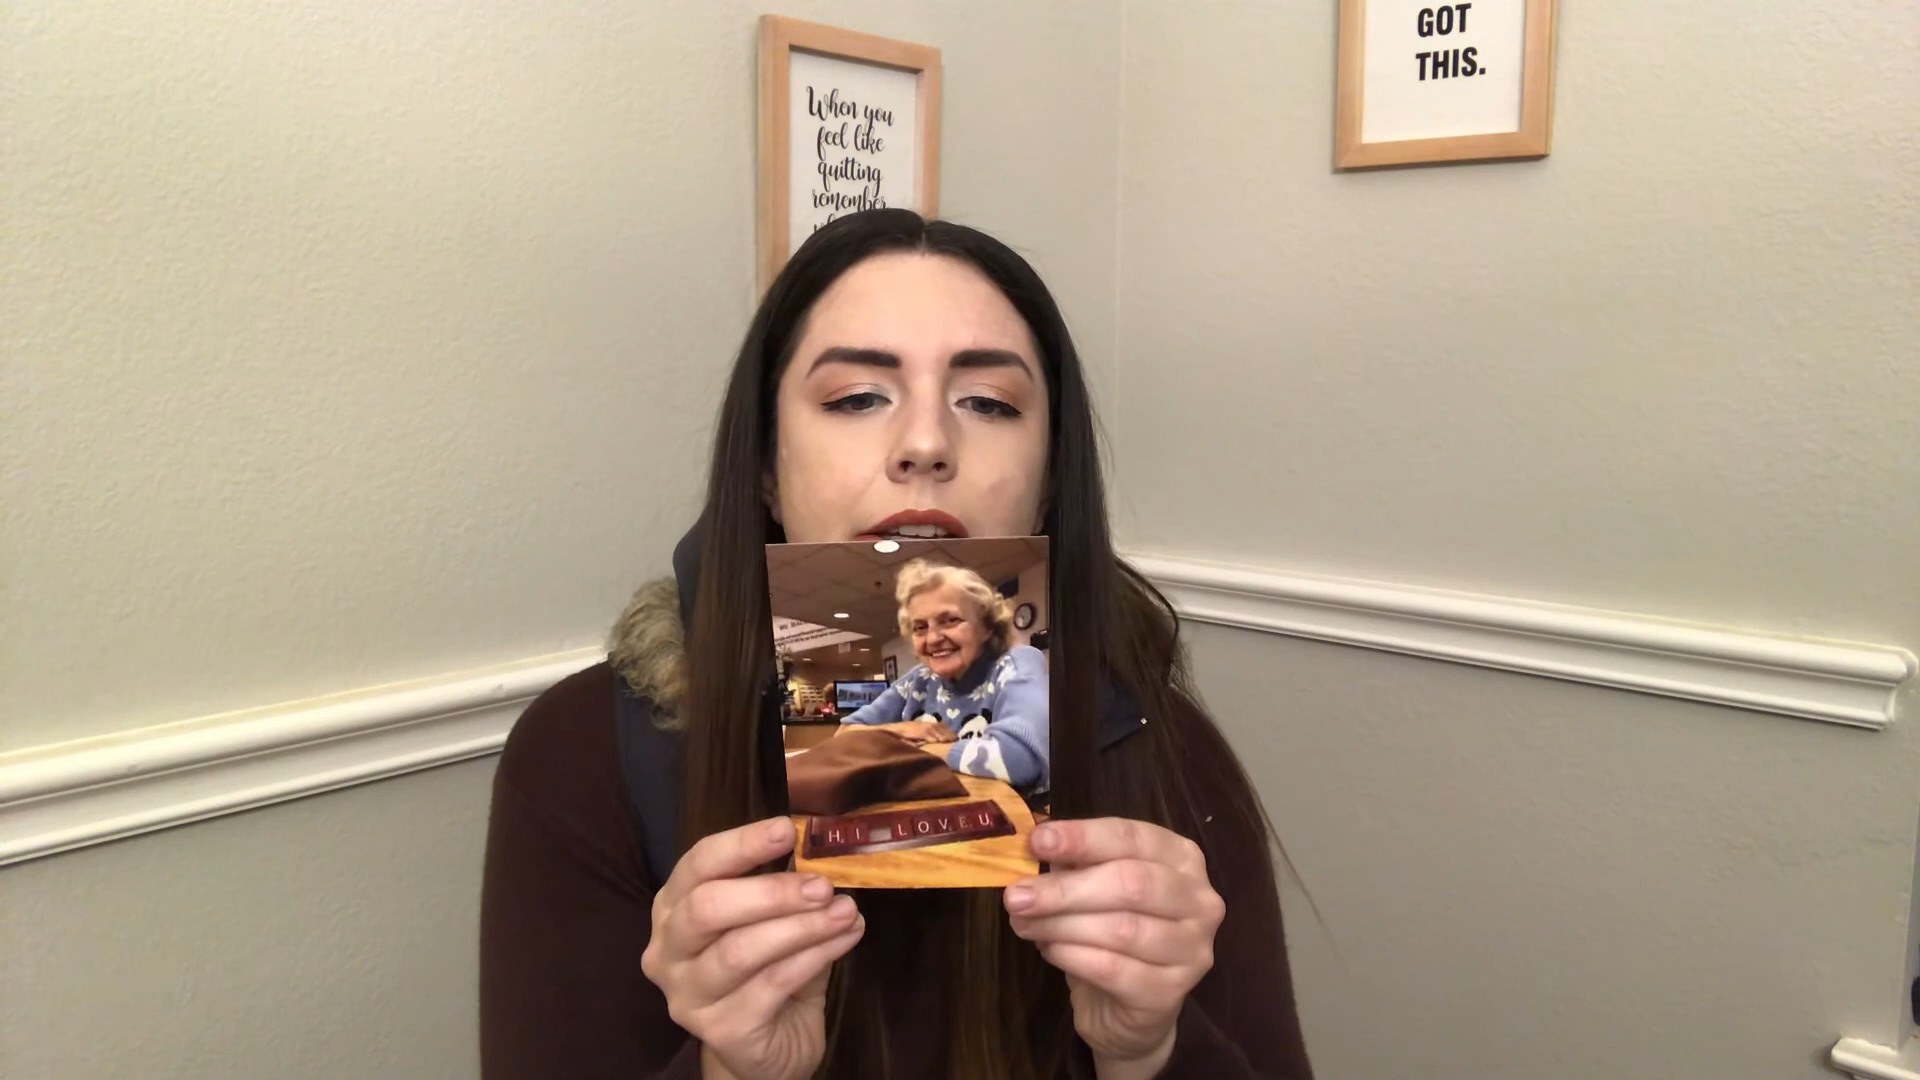 When you
feel like
quitting
remember
GOT
THIS.
HI LOVE U